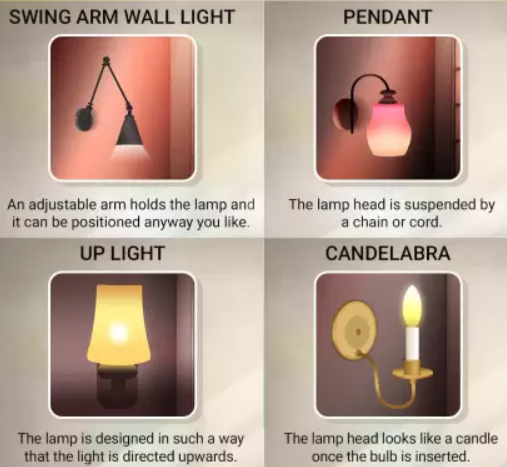 SWING ARM WALL LIGHT
An adjustable arm holds the lamp and
it can be positioned anyway you like.
PENDANT
The lamp head is suspended by
a chain or cord.
UP LIGHT
The lamp is designed in such a way
that the light is directed upwards.
CANDELABRA
The lamp head looks like a candle
once the bulb is inserted.